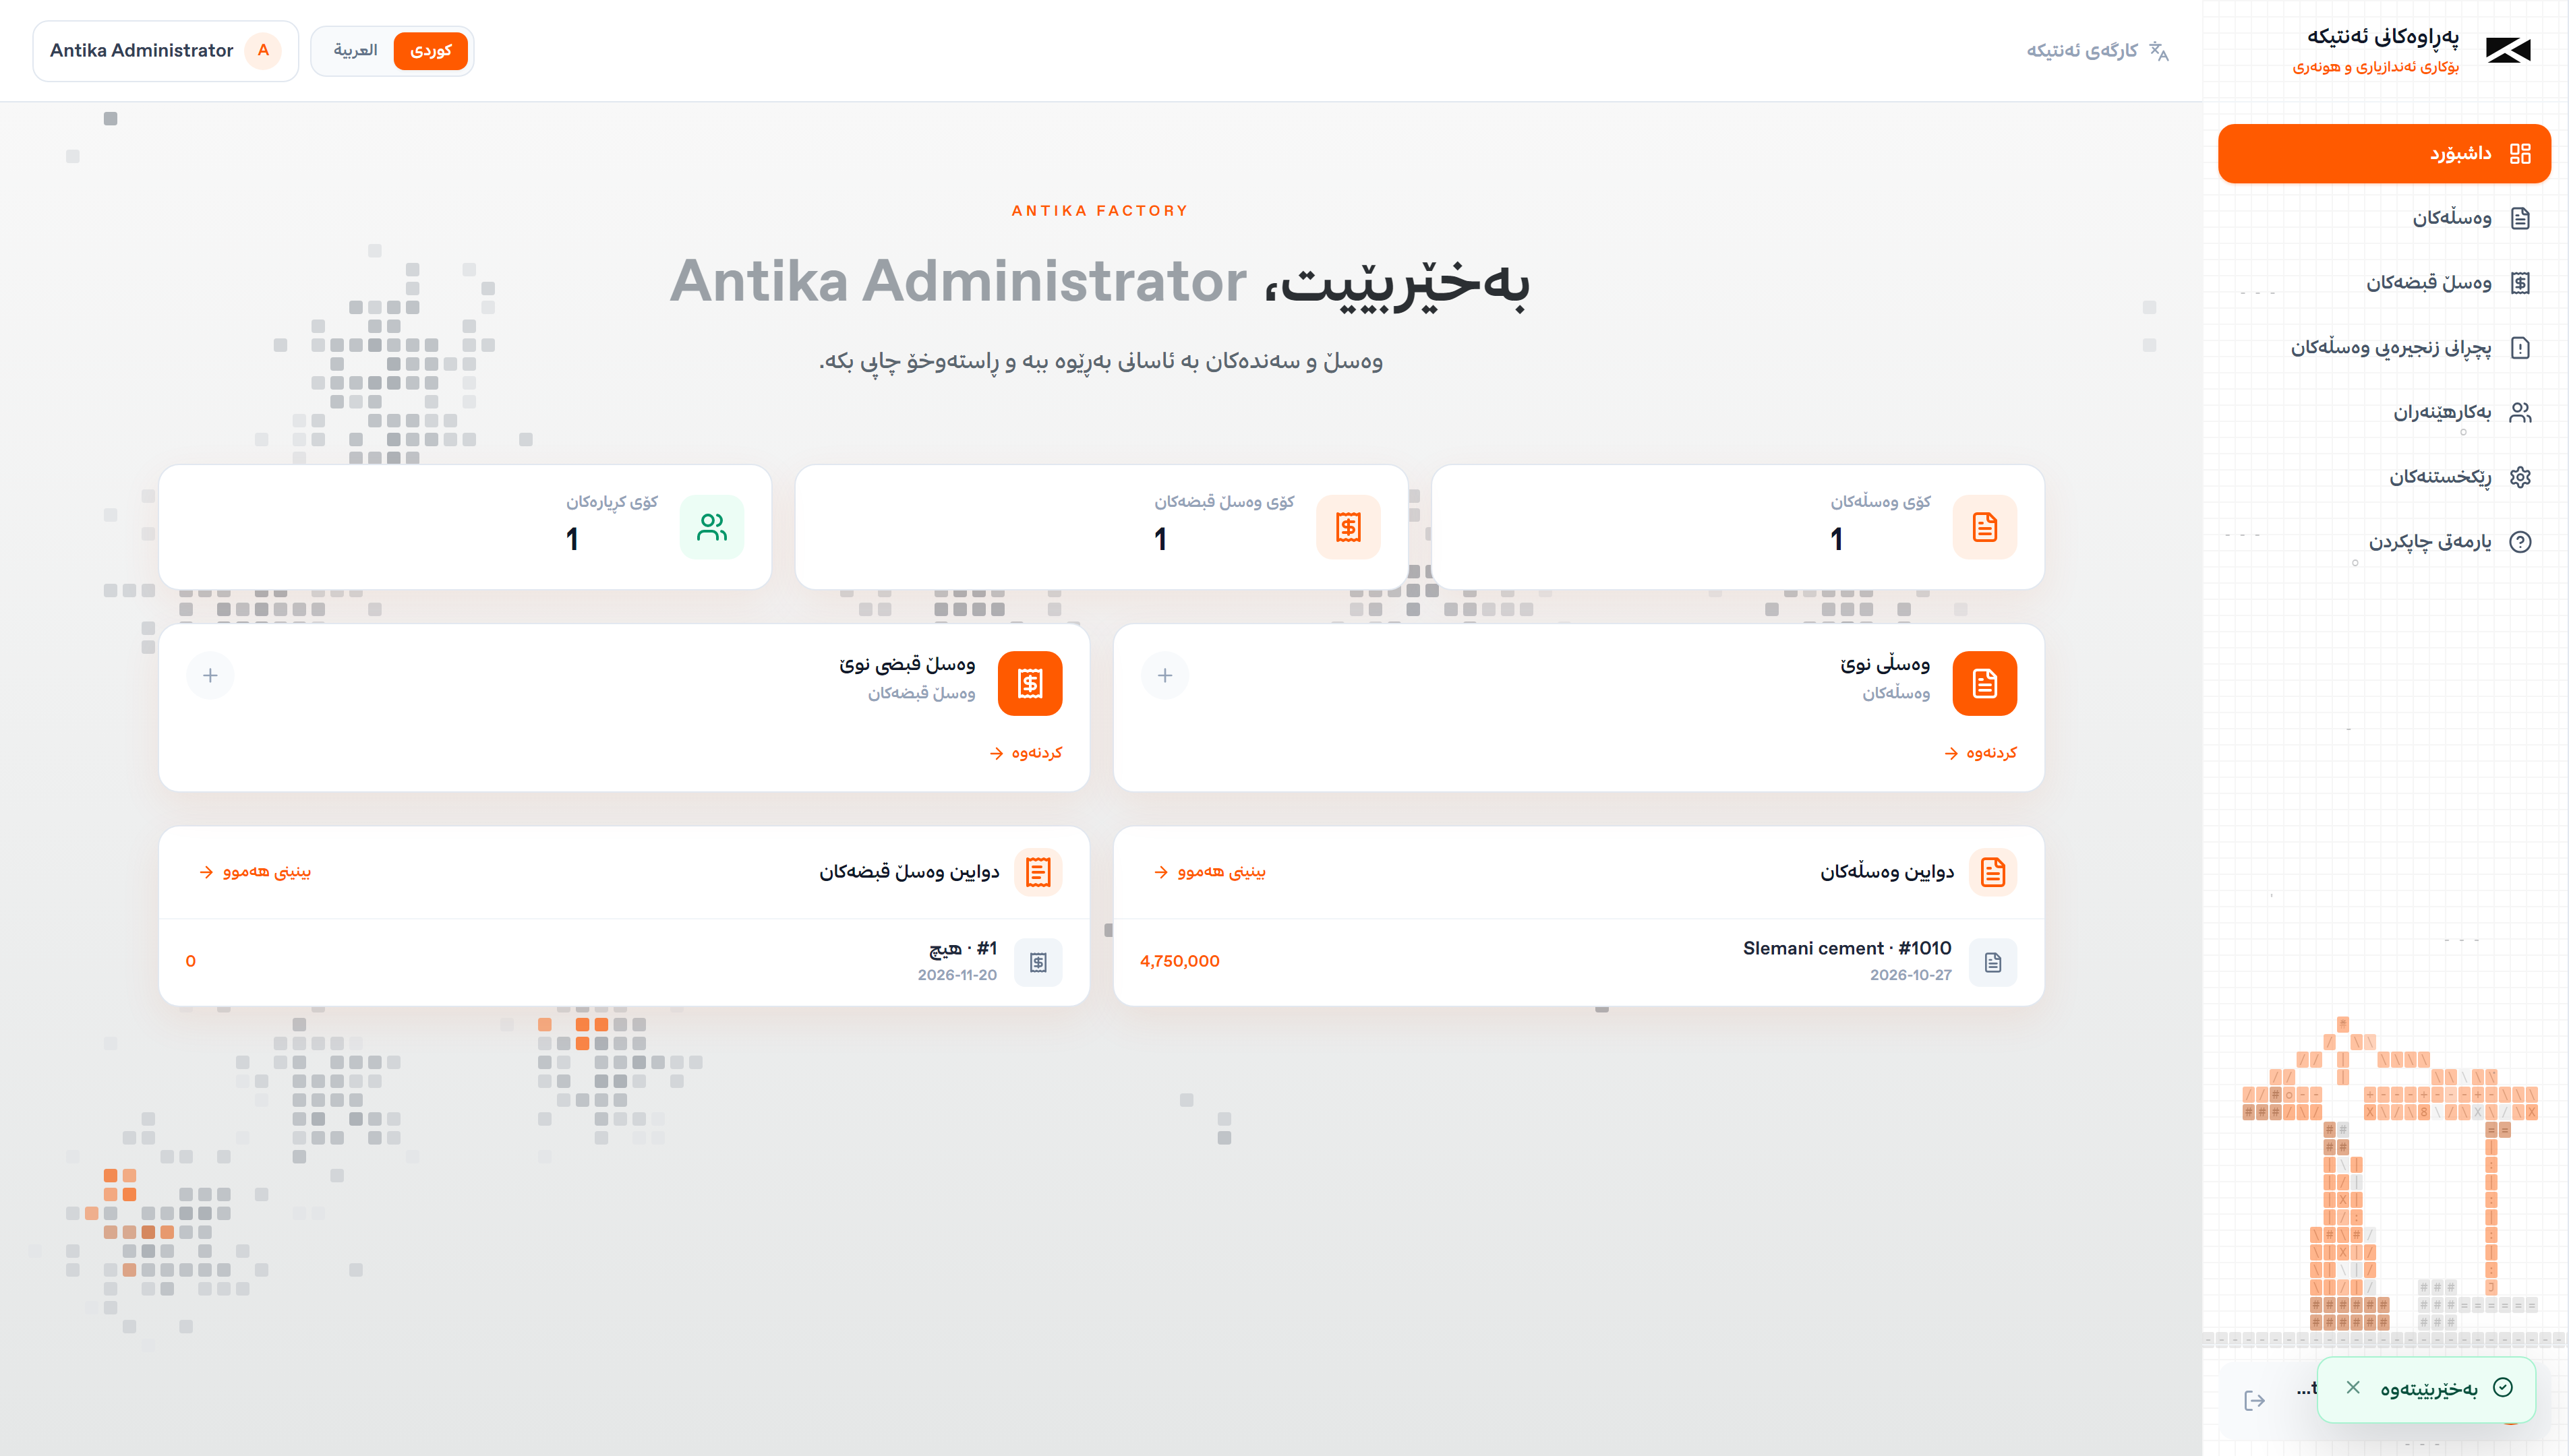 پەڕاوەکانی ئەنتیکە
بۆکاری ئەندازیاری و هونەری
داشبۆرد
وەسڵەکان
وەسڵ قبضەکان
پچڕانی زنجیرەیی وەسڵەکان
بەکارهێنەران
ڕێکخستنەکان
یارمەتی چاپکردن
بەخێربێیتەوە
کارگەی ئەنتیکە
کوردی
العربية
A
Antika Administrator
ANTIKA FACTORY
بەخێربێیت، Antika Administrator
وەسڵ و سەندەکان بە ئاسانی بەڕێوە ببە و ڕاستەوخۆ چاپی بکە.
کۆی وەسڵەکان
1
کۆی وەسڵ قبضەکان
1
کۆی کڕیارەکان
1
وەسڵی نوێ
وەسڵەکان
کردنەوە
وەسڵ قبضی نوێ
وەسڵ قبضەکان
کردنەوە
دوایین وەسڵەکان
بینینی هەموو
Slemani cement · #1010
2026-10-27
4,750,000
دوایین وەسڵ قبضەکان
بینینی هەموو
#1 · هیچ
2026-11-20
0